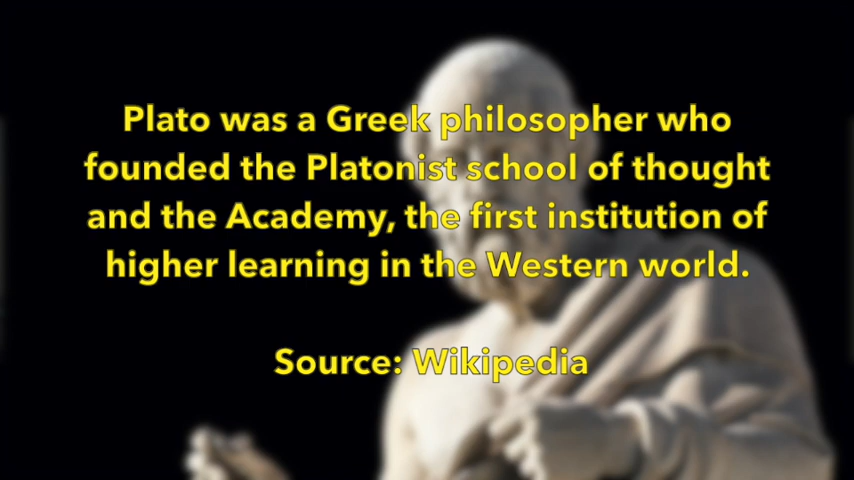 Plato was a Greek philosopher who
founded the Platonist school of thought
and the Academy, the first institution of
higher learning in the Western world.
Source: Wikipedia